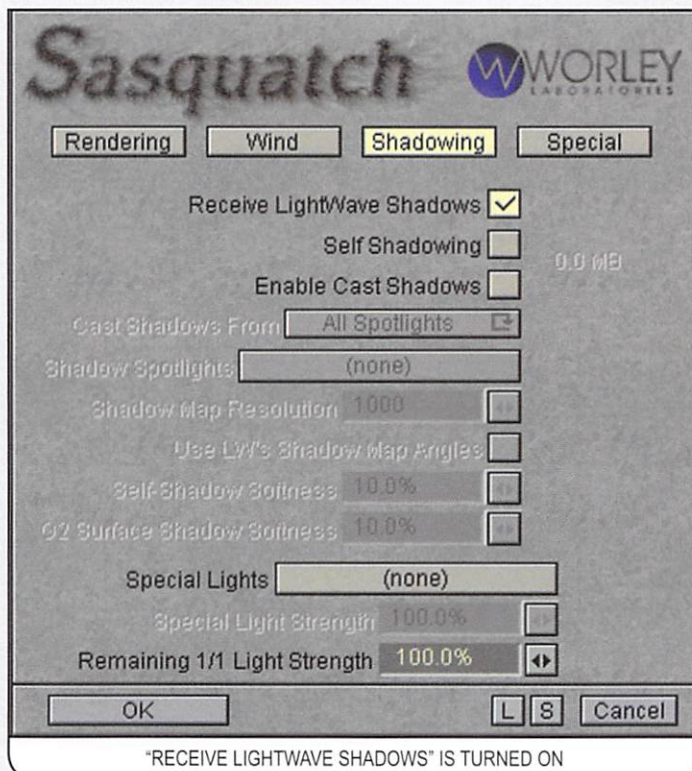 Sasquatch
WORLEY
LABORATORIES
Rendering Wind Shadowing Special
Receive LightWave Shadows
Self Shadowing
0.0 MB
Enable Cast Shadows
Cast Shadows From All Spotlights
Shadow Spotlights (none)
Shadow Map Resolution 1000
Use LW's Shadow Map Angles
Self-Shadow Softness 10.0%
O2 Surface Shadow Softness 10.0%
Special Lights (none)
Special Light Strength 100.0%
Remaining 1/1 Light Strength 100.0%
OK L S Cancel
"RECEIVE LIGHTWAVE SHADOWS" IS TURNED ON